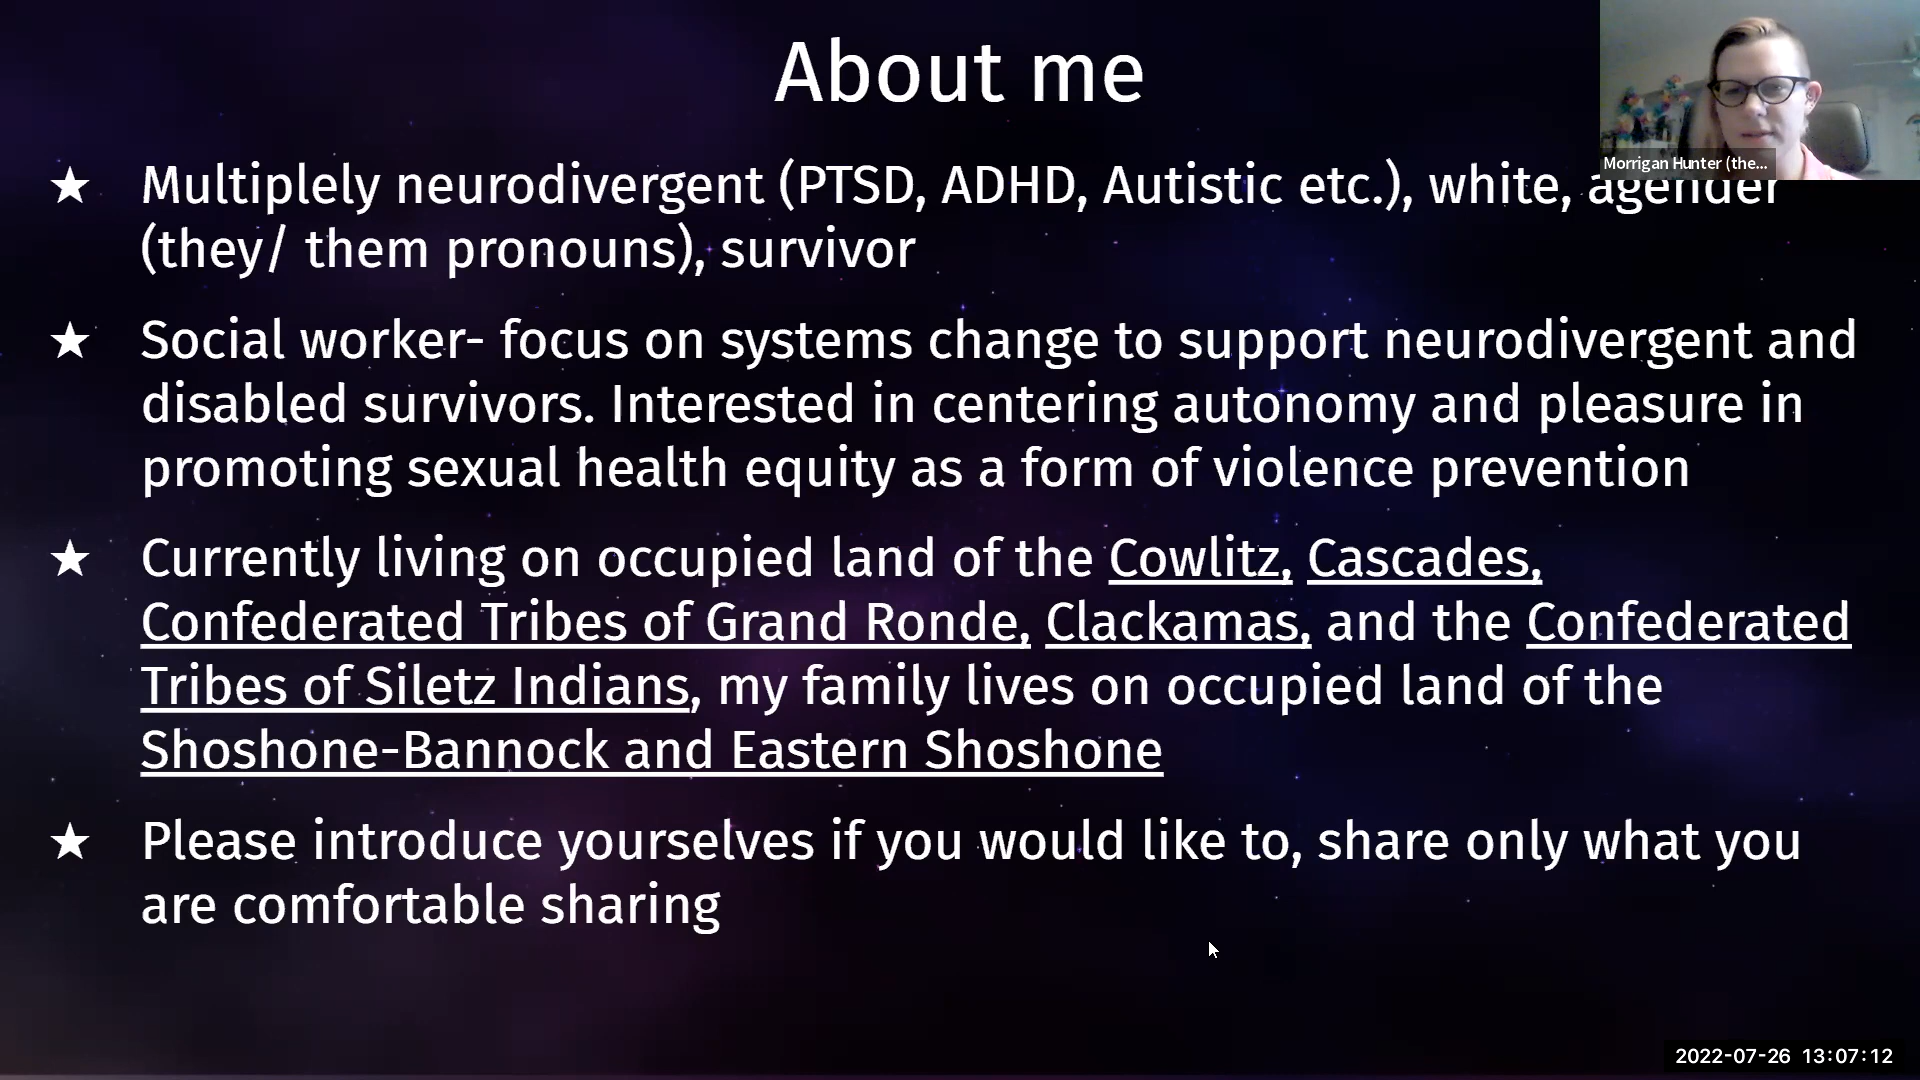 About me
Morrigan Hunter (the...
★ Multiplely neurodivergent (PTSD, ADHD, Autistic etc.), white, agender
(they/ them pronouns), survivor
★ Social worker- focus on systems change to support neurodivergent and
disabled survivors. Interested in centering autonomy and pleasure in
promoting sexual health equity as a form of violence prevention
★ Currently living on occupied land of the Cowlitz, Cascades,
Confederated Tribes of Grand Ronde, Clackamas, and the Confederated
Tribes of Siletz Indians, my family lives on occupied land of the
Shoshone-Bannock and Eastern Shoshone
★ Please introduce yourselves if you would like to, share only what you
are comfortable sharing
2022-07-26 13:07:12